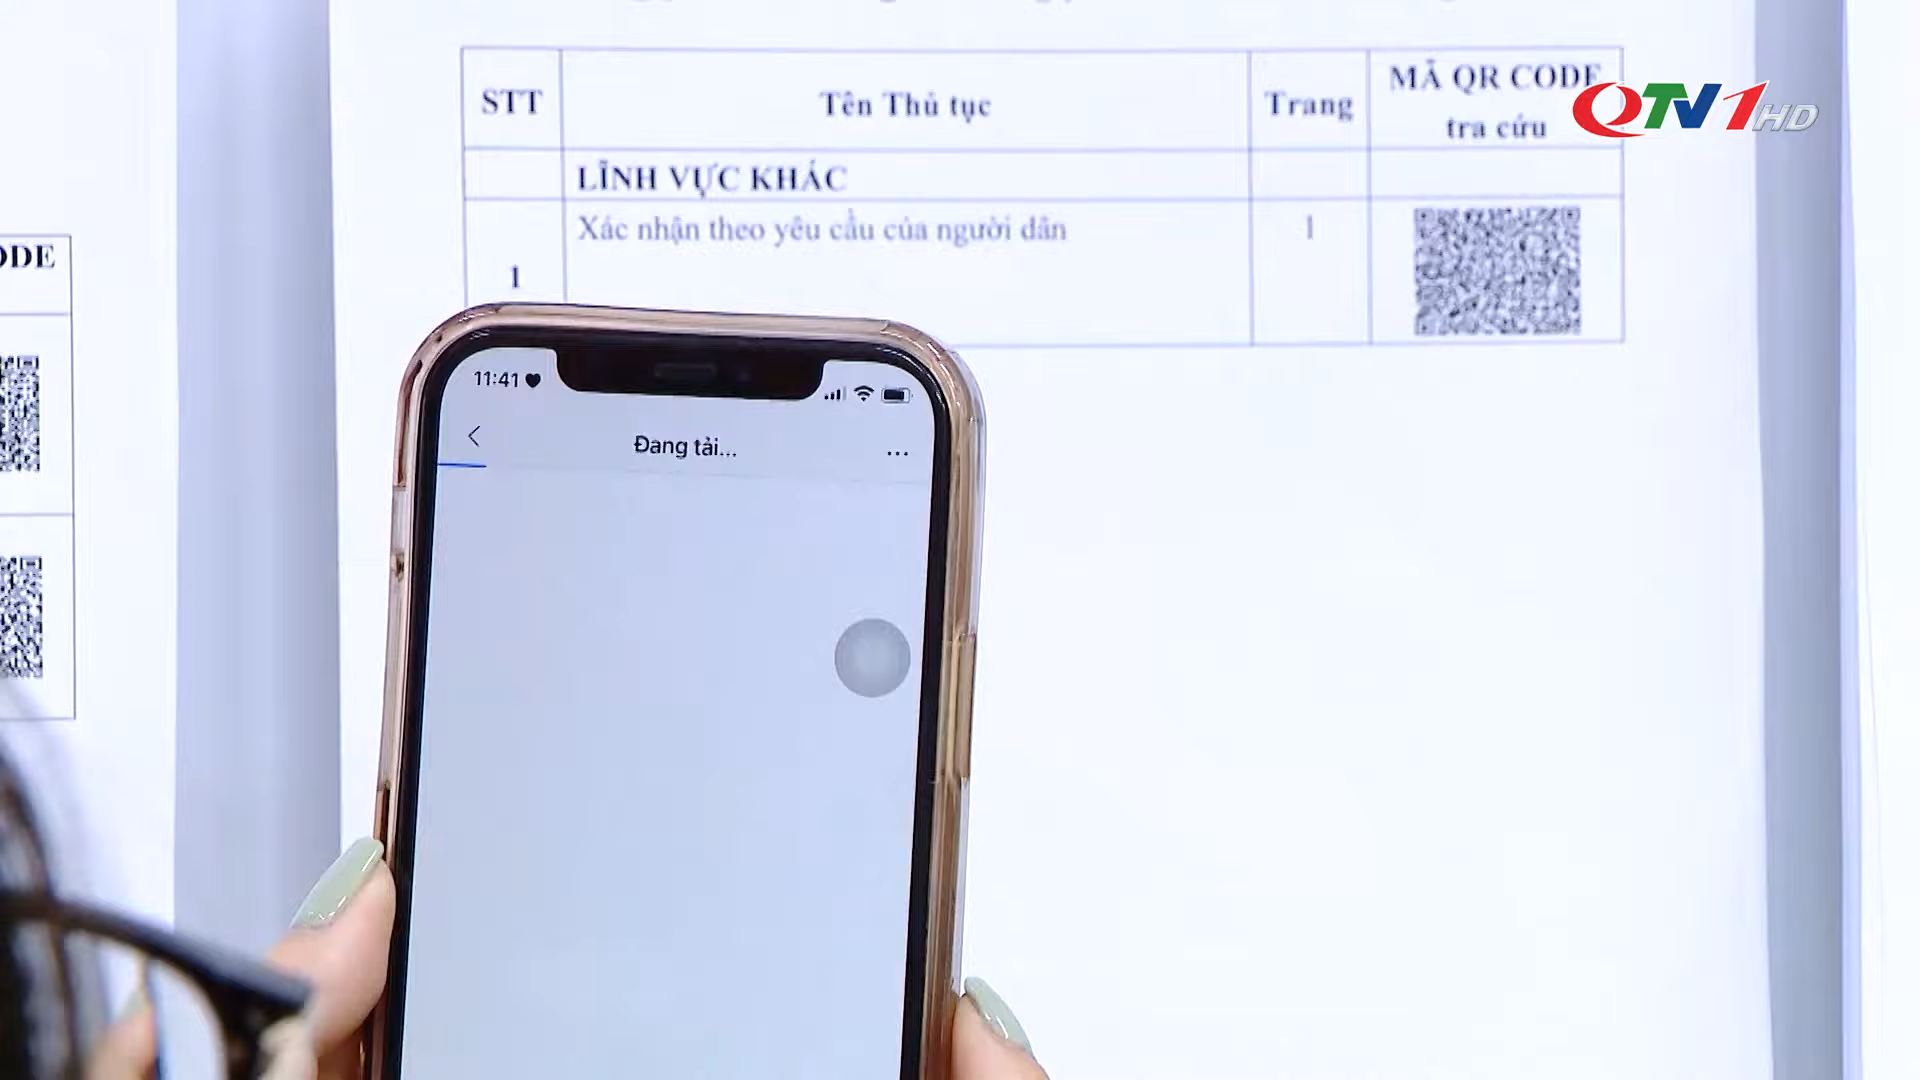 STT
Tên Thủ tục
Trang
MÃ QR CODE
tra cứu
QTV1HD
LĨNH VỰC KHÁC
1
Xác nhận theo yêu cầu của người dân
1
11:41
Đang tải...